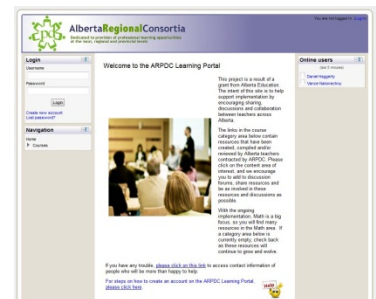 You are not logged in. (Login)
AlbertaRegionalConsortia
Dedicated to provision of professional learning opportunities
at the local, regional and provincial levels
Login
Username
Password
Login
Create new account
Lost password?
Navigation
Home
Courses
Welcome to the ARPDC Learning Portal
This project is a result of a
grant from Alberta Education.
The intent of this site is to help
support implementation by
encouraging sharing,
discussions and collaboration
between teachers across
Alberta.
The links in the course
category area below contain
resources that have been
created, compiled and/or
reviewed by Alberta teachers
contracted by ARPDC. Please
click on the content area of
interest, and we encourage
you to add to discussion
forums, share resources and
be as involved in these
resources and discussions as
possible.
With the ongoing
implementation, Math is a big
focus, so you will find many
resources in the Math area. If
a category area below is
currently empty, check back
as these resources will
continue to grow and evolve.
If you have any trouble, please click on this link to access contact information of
people who will be more than happy to help.
For steps on how to create an account on the ARPDC Learning Portal,
please click here.
Online users
(last 5 minutes)
Daniel Haggerty